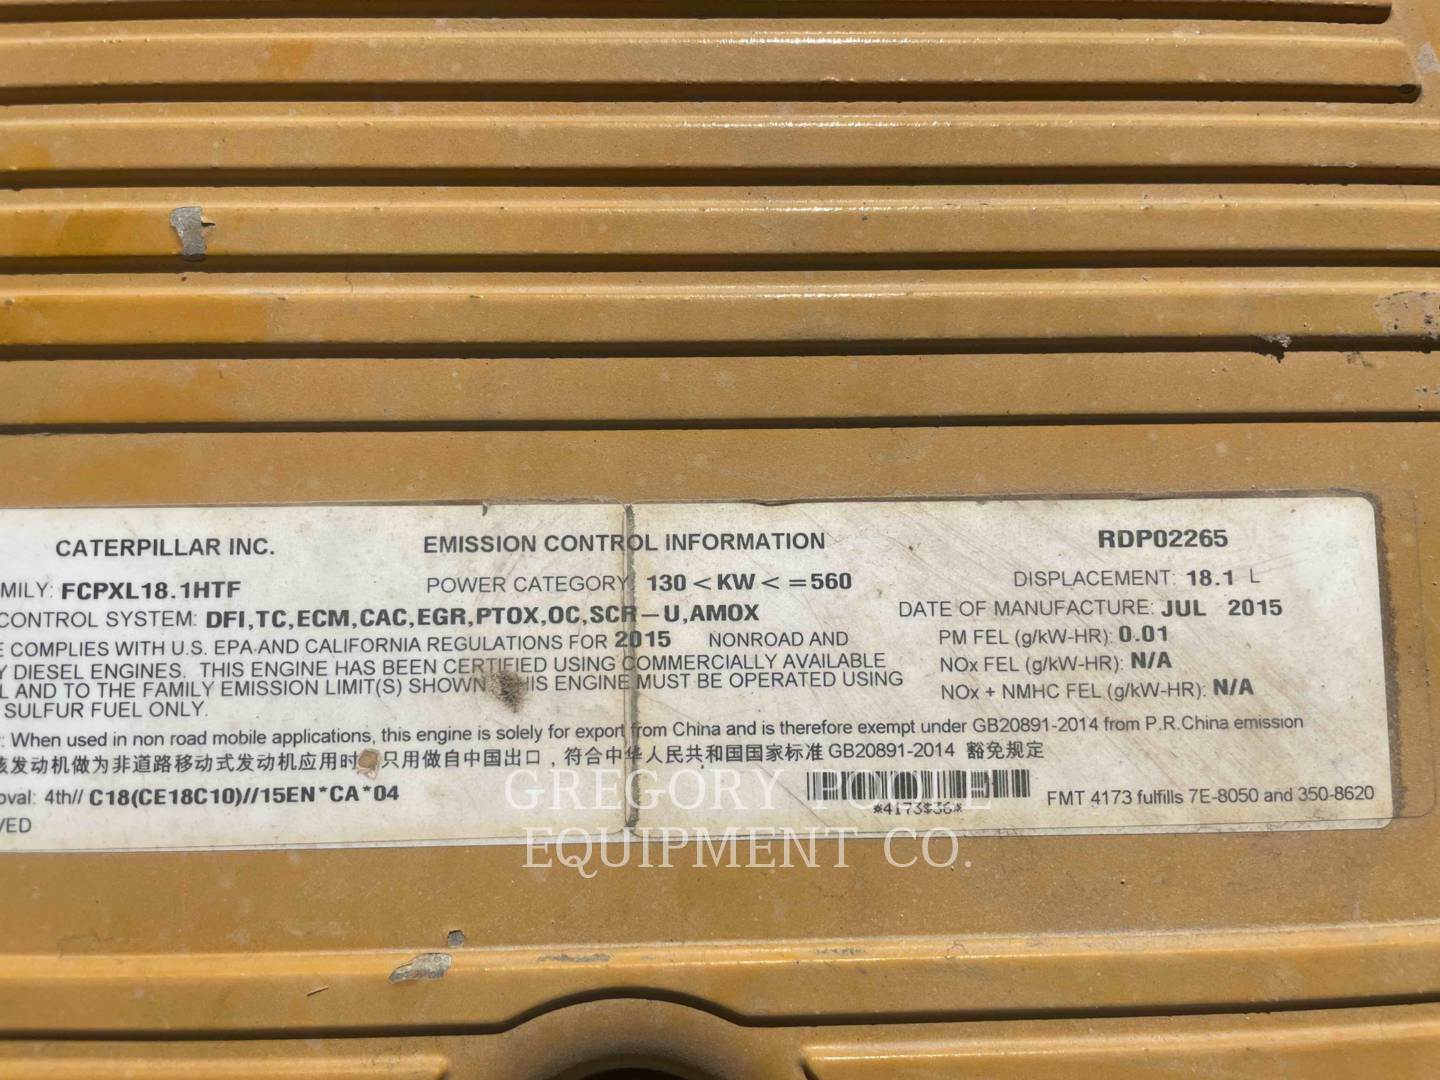 CATERPILLAR INC. EMISSION CONTROL INFORMATION RDP02265
AMILY: FCPXL18.1HTF POWER CATEGORY: 130 < KW < =560 DISPLACEMENT: 18.1 L
CONTROL SYSTEM: DFI,TC,ECM,CAC,EGR,PTOX,OC,SCR-U,AMOX DATE OF MANUFACTURE: JUL 2015
E COMPLIES WITH U.S. EPA AND CALIFORNIA REGULATIONS FOR 2015 NONROAD AND PM FEL (g/kW-HR): 0.01
Y DIESEL ENGINES. THIS ENGINE HAS BEEN CERTIFIED USING COMMERCIALLY AVAILABLE NOx FEL (g/kW-HR): N/A
L AND TO THE FAMILY EMISSION LIMIT(S) SHOWN THIS ENGINE MUST BE OPERATED USING NOx + NMHC FEL (g/kW-HR): N/A
SULFUR FUEL ONLY.
: When used in non road mobile applications, this engine is solely for export from China and is therefore exempt under GB20891-2014 from P.R.China emission
该发动机做为非道路移动式发动机应用时 只用做自中国出口，符合中华人民共和国国家标准 GB20891-2014 豁免规定
oval: 4th// C18(CE18C10)//15EN*CA*04 *4173$36* FMT 4173 fulfills 7E-8050 and 350-8620
VED
GREGORY POOLE
EQUIPMENT CO.